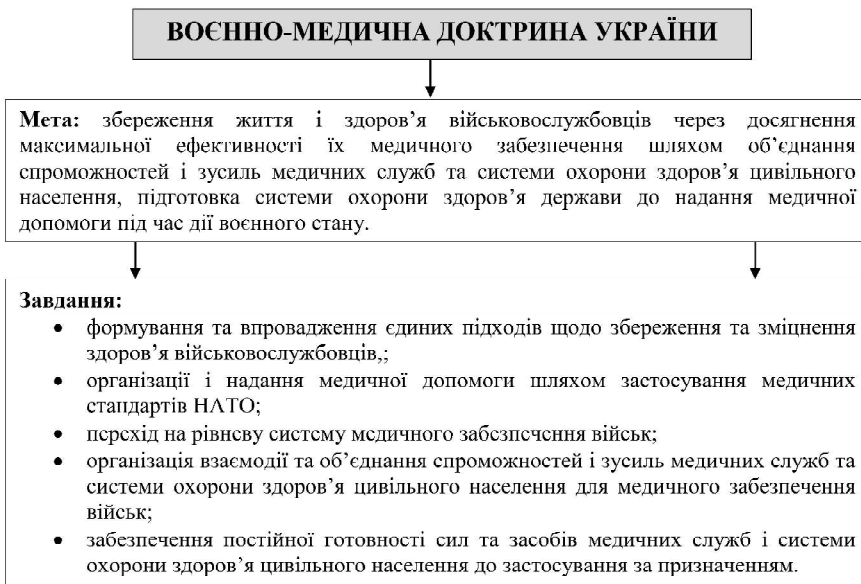 ВОЄННО-МЕДИЧНА ДОКТРИНА УКРАЇНИ
Мета: збереження життя і здоров’я військовослужбовців через досягнення
максимальної ефективності їх медичного забезпечення шляхом об’єднання
спроможностей і зусиль медичних служб та системи охорони здоров’я цивільного
населення, підготовка системи охорони здоров’я держави до надання медичної
допомоги під час дії воєнного стану.
Завдання:
• формування та впровадження єдиних підходів щодо збереження та зміцнення
здоров’я військовослужбовців,;
• організації і надання медичної допомоги шляхом застосування медичних
стандартів НАТО;
• перехід на рівневу систему медичного забезпечення військ;
• організація взаємодії та об’єднання спроможностей і зусиль медичних служб та
системи охорони здоров’я цивільного населення для медичного забезпечення
військ;
• забезпечення постійної готовності сил та засобів медичних служб і системи
охорони здоров’я цивільного населення до застосування за призначенням.